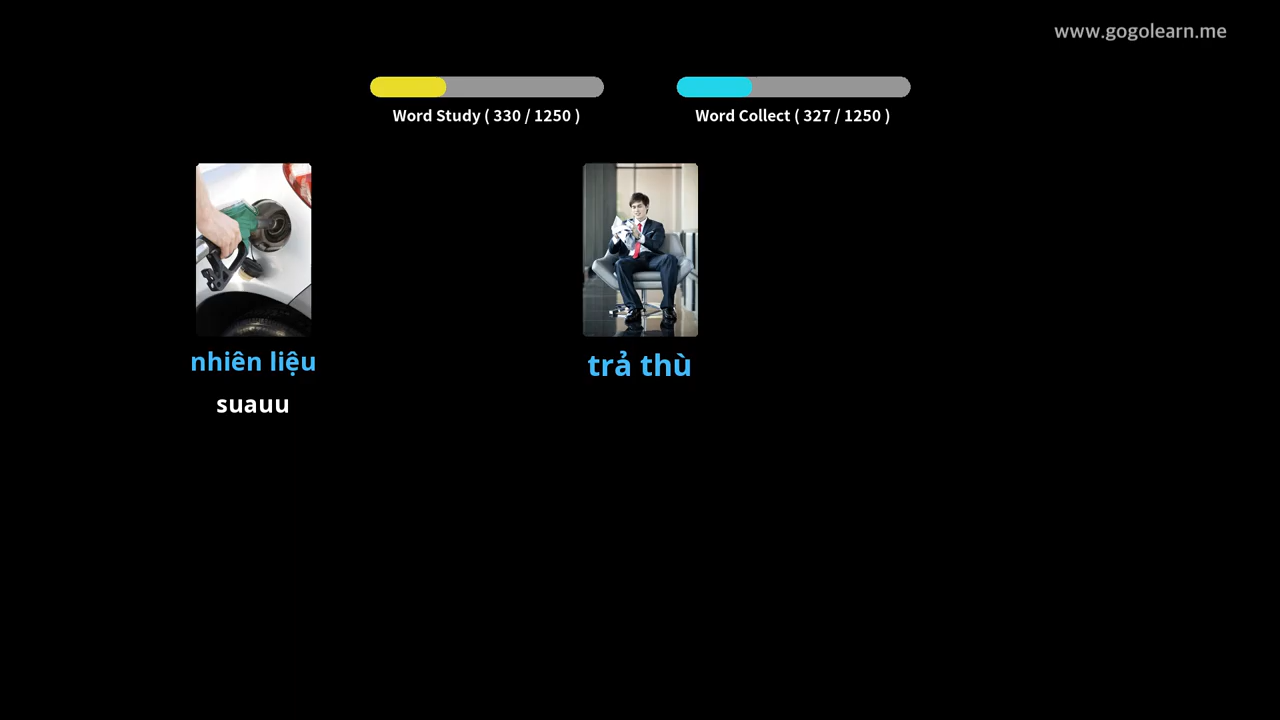 www.gogolearn.me
Word Study ( 330 / 1250 )
Word Collect ( 327 / 1250 )
nhiên liệu
suauu
trả thù